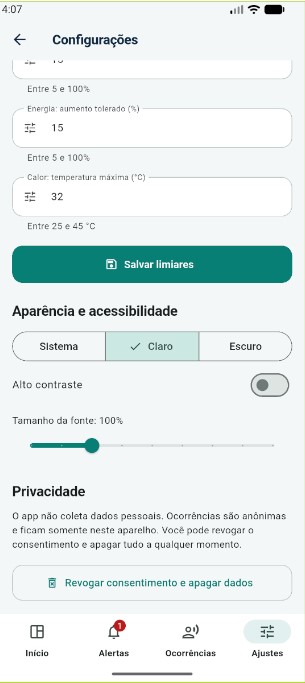 4:07
Configurações
Entre 5 e 100%
Energia: aumento tolerado (%)
15
Entre 5 e 100%
Calor: temperatura máxima (°C)
32
Entre 25 e 45 °C
Salvar limiares
Aparência e acessibilidade
Sistema
Claro
Escuro
Alto contraste
Tamanho da fonte: 100%
Privacidade
O app não coleta dados pessoais. Ocorrências são anônimas
e ficam somente neste aparelho. Você pode revogar o
consentimento e apagar tudo a qualquer momento.
Revogar consentimento e apagar dados
1
Início
Alertas
Ocorrências
Ajustes